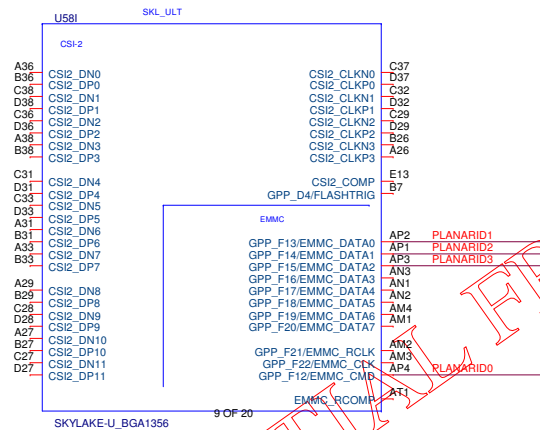 U58I
SKL_ULT
CSI-2
A36 CSI2_DN0
B36 CSI2_DP0
C38 CSI2_DN1
D38 CSI2_DP1
C36 CSI2_DN2
D36 CSI2_DP2
A38 CSI2_DN3
B38 CSI2_DP3
C31 CSI2_DN4
D31 CSI2_DP4
C33 CSI2_DN5
D33 CSI2_DP5
A31 CSI2_DN6
B31 CSI2_DP6
A33 CSI2_DN7
B33 CSI2_DP7
A29 CSI2_DN8
B29 CSI2_DP8
C28 CSI2_DN9
D28 CSI2_DP9
A27 CSI2_DN10
B27 CSI2_DP10
C27 CSI2_DN11
D27 CSI2_DP11
CSI2_CLKN0 C37
CSI2_CLKP0 D37
CSI2_CLKN1 C32
CSI2_CLKP1 D32
CSI2_CLKN2 C29
CSI2_CLKP2 D29
CSI2_CLKN3 B26
CSI2_CLKP3 A26
CSI2_COMP E13
GPP_D4/FLASHTRIG B7
EMMC
GPP_F13/EMMC_DATA0 AP2 PLANARID1
GPP_F14/EMMC_DATA1 AP1 PLANARID2
GPP_F15/EMMC_DATA2 AP3 PLANARID3
GPP_F16/EMMC_DATA3 AN3
GPP_F17/EMMC_DATA4 AN1
GPP_F18/EMMC_DATA5 AN2
GPP_F19/EMMC_DATA6 AM4
GPP_F20/EMMC_DATA7 AM1
GPP_F21/EMMC_RCLK AM2
GPP_F22/EMMC_CLK AM3
GPP_F12/EMMC_CMD AP4 PLANARID0
EMMC_RCOMP AT1
9 OF 20
SKYLAKE-U_BGA1356